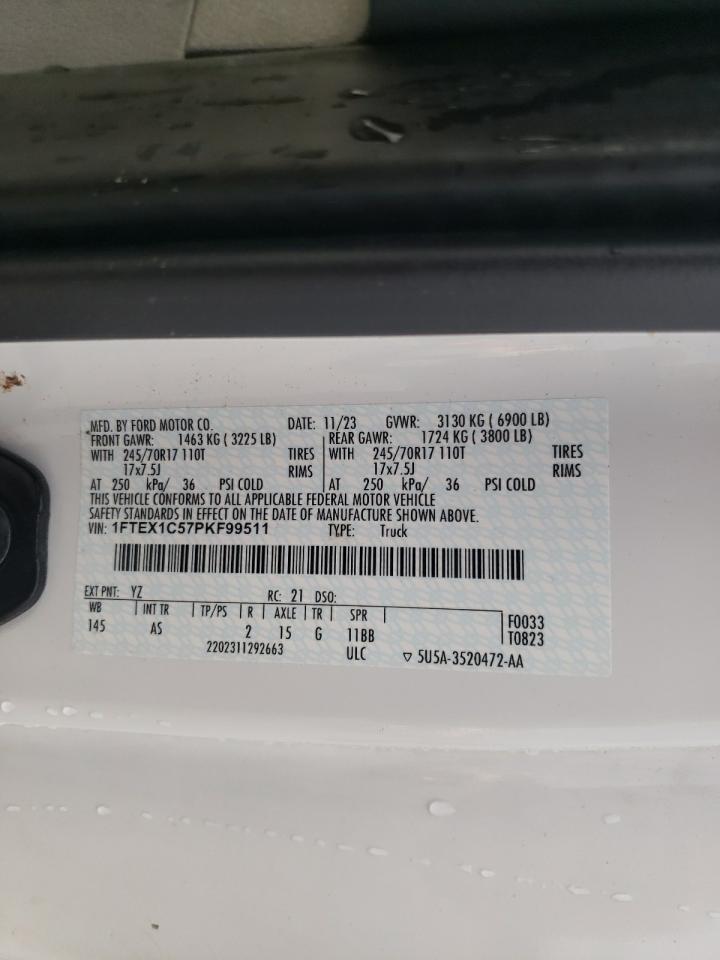 MFD. BY FORD MOTOR CO. DATE: 11/23 GVWR: 3130 KG ( 6900 LB)
FRONT GAWR: 1463 KG ( 3225 LB) REAR GAWR: 1724 KG ( 3800 LB)
WITH 245/70R17 110T TIRES WITH 245/70R17 110T TIRES
17x7.5J RIMS 17x7.5J RIMS
AT 250 kPa/ 36 PSI COLD AT 250 kPa/ 36 PSI COLD
THIS VEHICLE CONFORMS TO ALL APPLICABLE FEDERAL MOTOR VEHICLE
SAFETY STANDARDS IN EFFECT ON THE DATE OF MANUFACTURE SHOWN ABOVE.
VIN: 1FTEX1C57PKF99511 TYPE: Truck
EXT PNT: YZ RC: 21 DSO:
WB INT TR TP/PS R AXLE TR SPR F0033
145 AS 2 15 G 11BB T0823
2202311292663 ULC ▽ 5U5A-3520472-AA